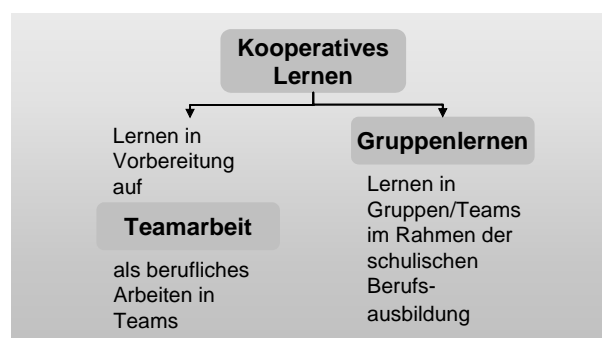 Kooperatives
Lernen
Lernen in
Vorbereitung
auf
Teamarbeit
als berufliches
Arbeiten in
Teams
Gruppenlernen
Lernen in
Gruppen/Teams
im Rahmen der
schulischen
Berufs-
ausbildung